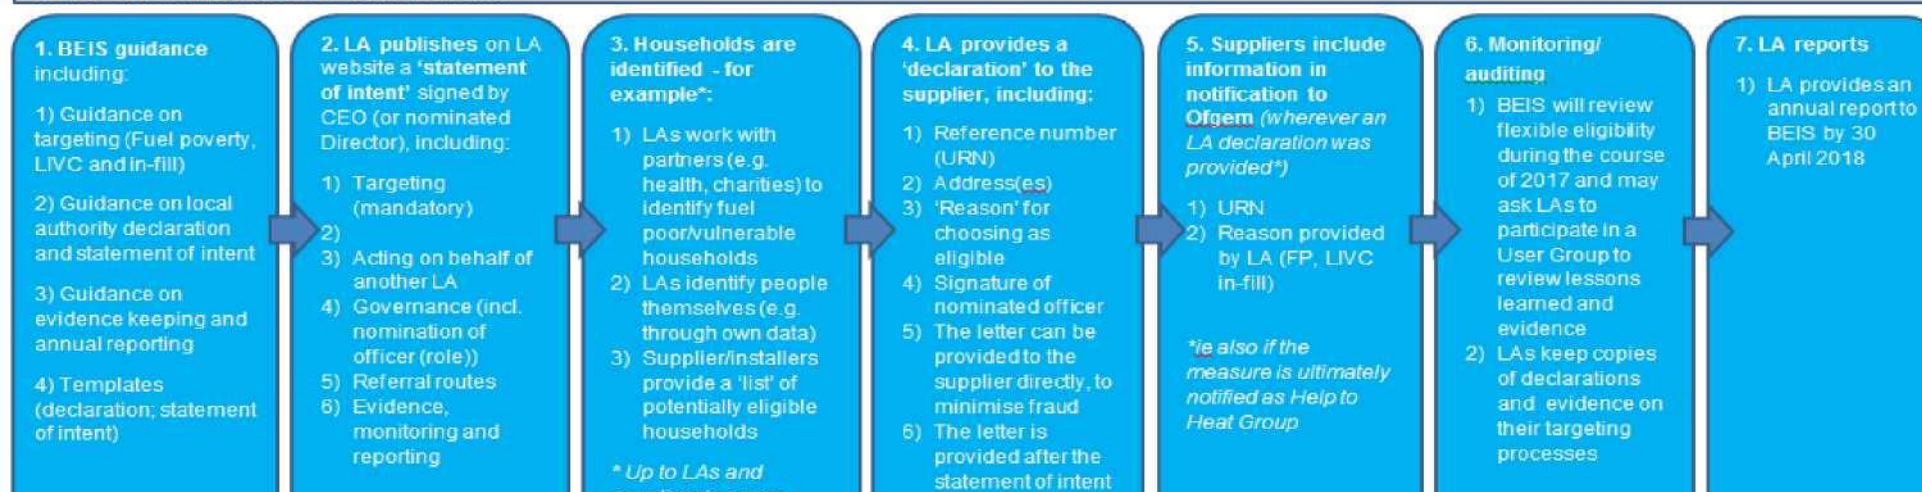 1. BEIS guidance
including:
1) Guidance on
targeting (Fuel poverty,
LIVC and in-fill)
2) Guidance on local
authority declaration
and statement of intent
3) Guidance on
evidence keeping and
annual reporting
4) Templates
(declaration; statement
of intent)
2. LA publishes on LA
website a ‘statement
of intent’ signed by
CEO (or nominated
Director), including:
1) Targeting
(mandatory)
2)
3) Acting on behalf of
another LA
4) Governance (incl.
nomination of
officer (role))
5) Referral routes
6) Evidence,
monitoring and
reporting
3. Households are
identified - for
example*:
1) LAs work with
partners (e.g.
health, charities) to
identify fuel
poor/vulnerable
households
2) LAs identify people
themselves (e.g.
through own data)
3) Supplier/installers
provide a ‘list’ of
potentially eligible
households
* Up to LAs and
4. LA provides a
‘declaration’ to the
supplier, including:
1) Reference number
(URN)
2) Address(es)
3) ‘Reason’ for
choosing as
eligible
4) Signature of
nominated officer
5) The letter can be
provided to the
supplier directly, to
minimise fraud
6) The letter is
provided after the
statement of intent
5. Suppliers include
information in
notification to
Ofgem (wherever an
LA declaration was
provided*)
1) URN
2) Reason provided
by LA (FP, LIVC
in-fill)
*ie also if the
measure is ultimately
notified as Help to
Heat Group
6. Monitoring/
auditing
1) BEIS will review
flexible eligibility
during the course
of 2017 and may
ask LAs to
participate in a
User Group to
review lessons
learned and
evidence
2) LAs keep copies
of declarations
and evidence on
their targeting
processes
7. LA reports
1) LA provides an
annual report to
BEIS by 30
April 2018